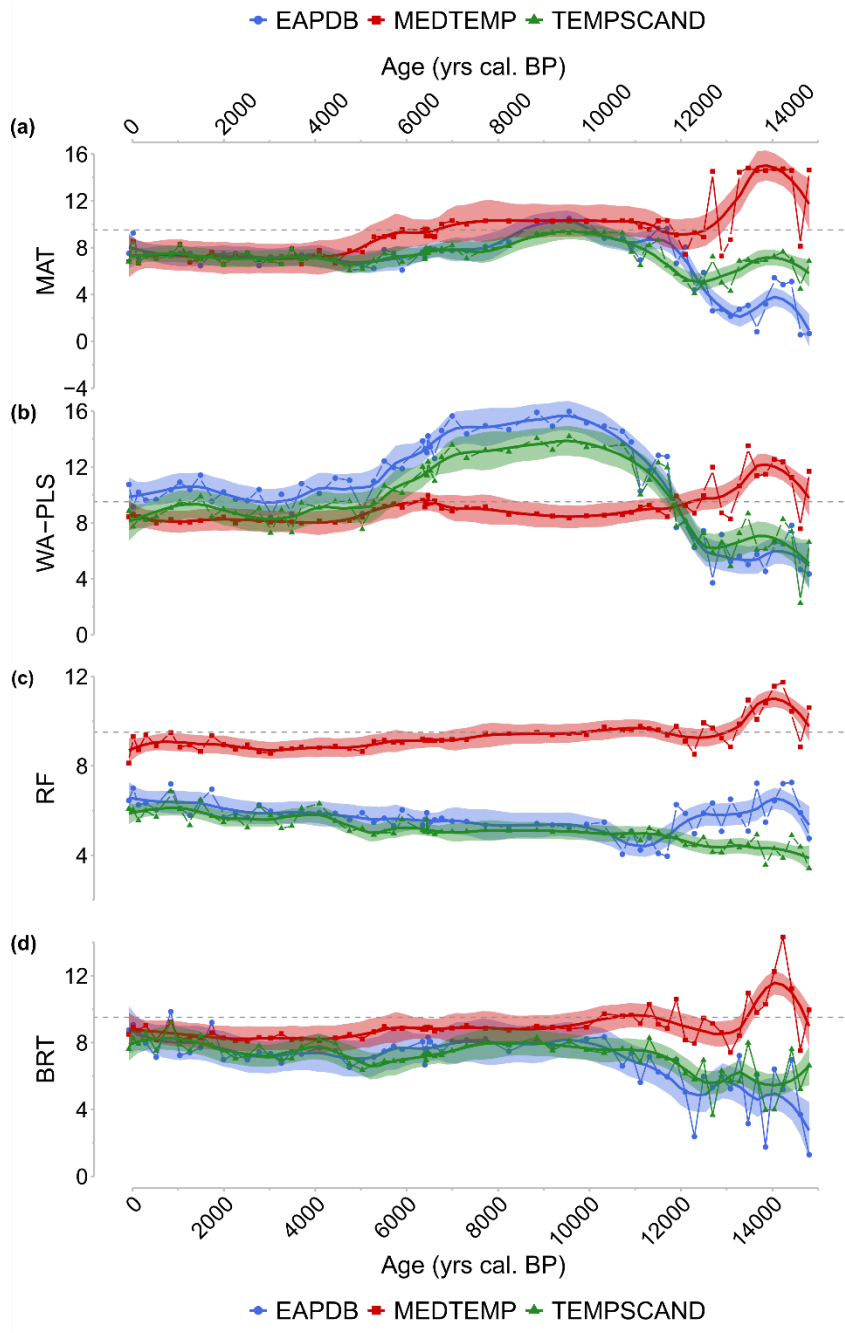 EAPDB MEDTEMP TEMPSCAND
Age (yrs cal. BP)
0 2000 4000 6000 8000 10000 12000 14000
(a)
MAT
16
12
8
4
0
−4
(b)
WA−PLS
16
12
8
4
0
(c)
RF
12
8
4
(d)
BRT
12
8
4
0
0 2000 4000 6000 8000 10000 12000 14000
Age (yrs cal. BP)
EAPDB MEDTEMP TEMPSCAND